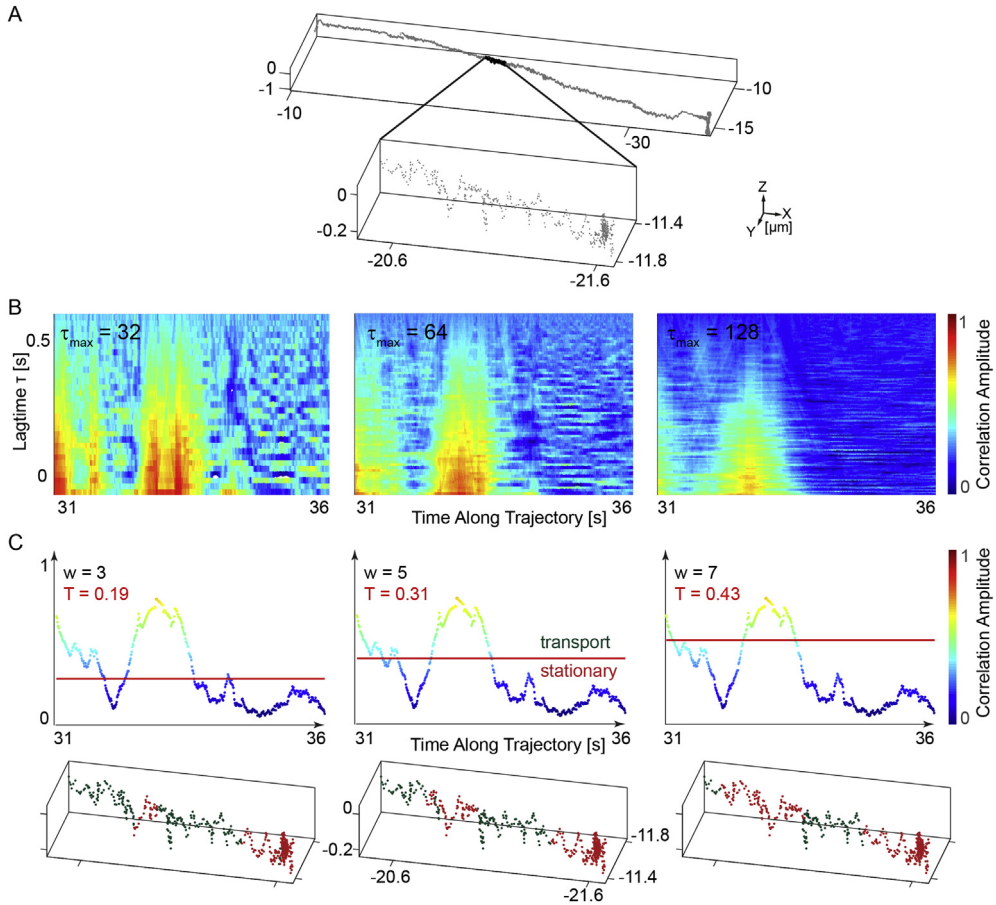 A
0
-1
-10
-10
-15
-30
0
-0.2
-20.6
-21.6
-11.4
-11.8
Z
X
Y
[µm]
B
τmax = 32
τmax = 64
τmax = 128
0.5
Lagtime τ [s]
0
31
36
31
36
31
36
Time Along Trajectory [s]
1
Correlation Amplitude
0
C
1
w = 3
T = 0.19
w = 5
T = 0.31
w = 7
T = 0.43
transport
stationary
0
31
36
31
36
31
36
Time Along Trajectory [s]
1
Correlation Amplitude
0
0
-0.2
-20.6
-21.6
-11.8
-11.4